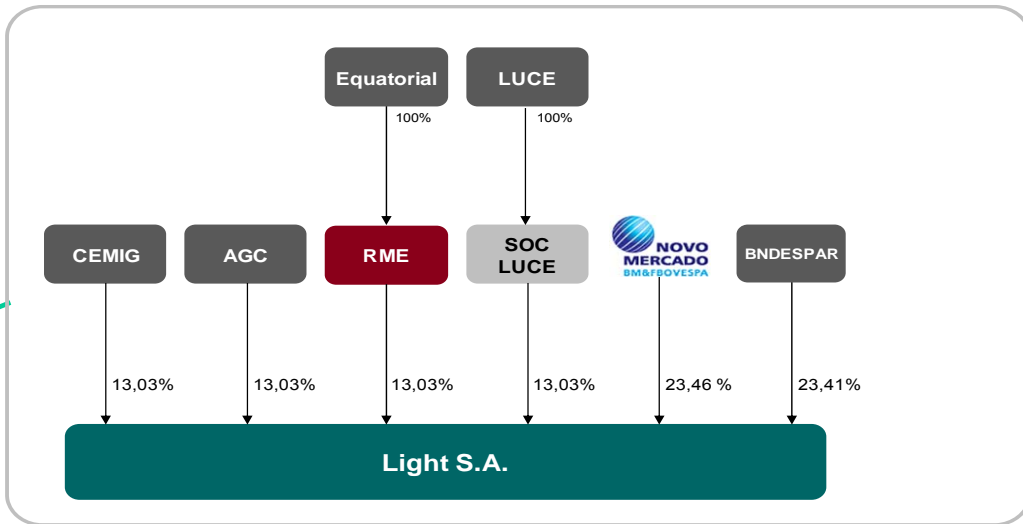 Equatorial
LUCE
100%
100%
CEMIG
AGC
RME
SOC
LUCE
NOVO
MERCADO
BM&FBOVESPA
BNDESPAR
13,03%
13,03%
13,03%
13,03%
23,46 %
23,41%
Light S.A.